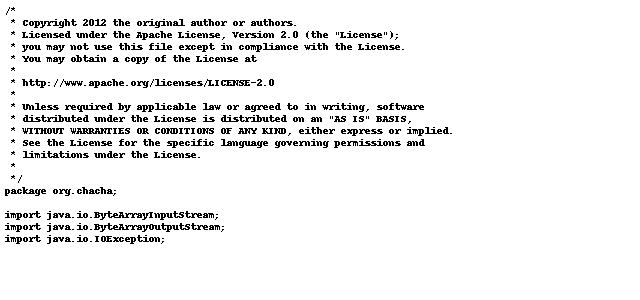 /*
 * Copyright 2012 the original author or authors.
 * Licensed under the Apache License, Version 2.0 (the "License");
 * you may not use this file except in compliance with the License.
 * You may obtain a copy of the License at
 *
 * http://www.apache.org/licenses/LICENSE-2.0
 *
 * Unless required by applicable law or agreed to in writing, software
 * distributed under the License is distributed on an "AS IS" BASIS,
 * WITHOUT WARRANTIES OR CONDITIONS OF ANY KIND, either express or implied.
 * See the License for the specific language governing permissions and
 * limitations under the License.
 *
 */
package org.chacha;

import java.io.ByteArrayInputStream;
import java.io.ByteArrayOutputStream;
import java.io.IOException;